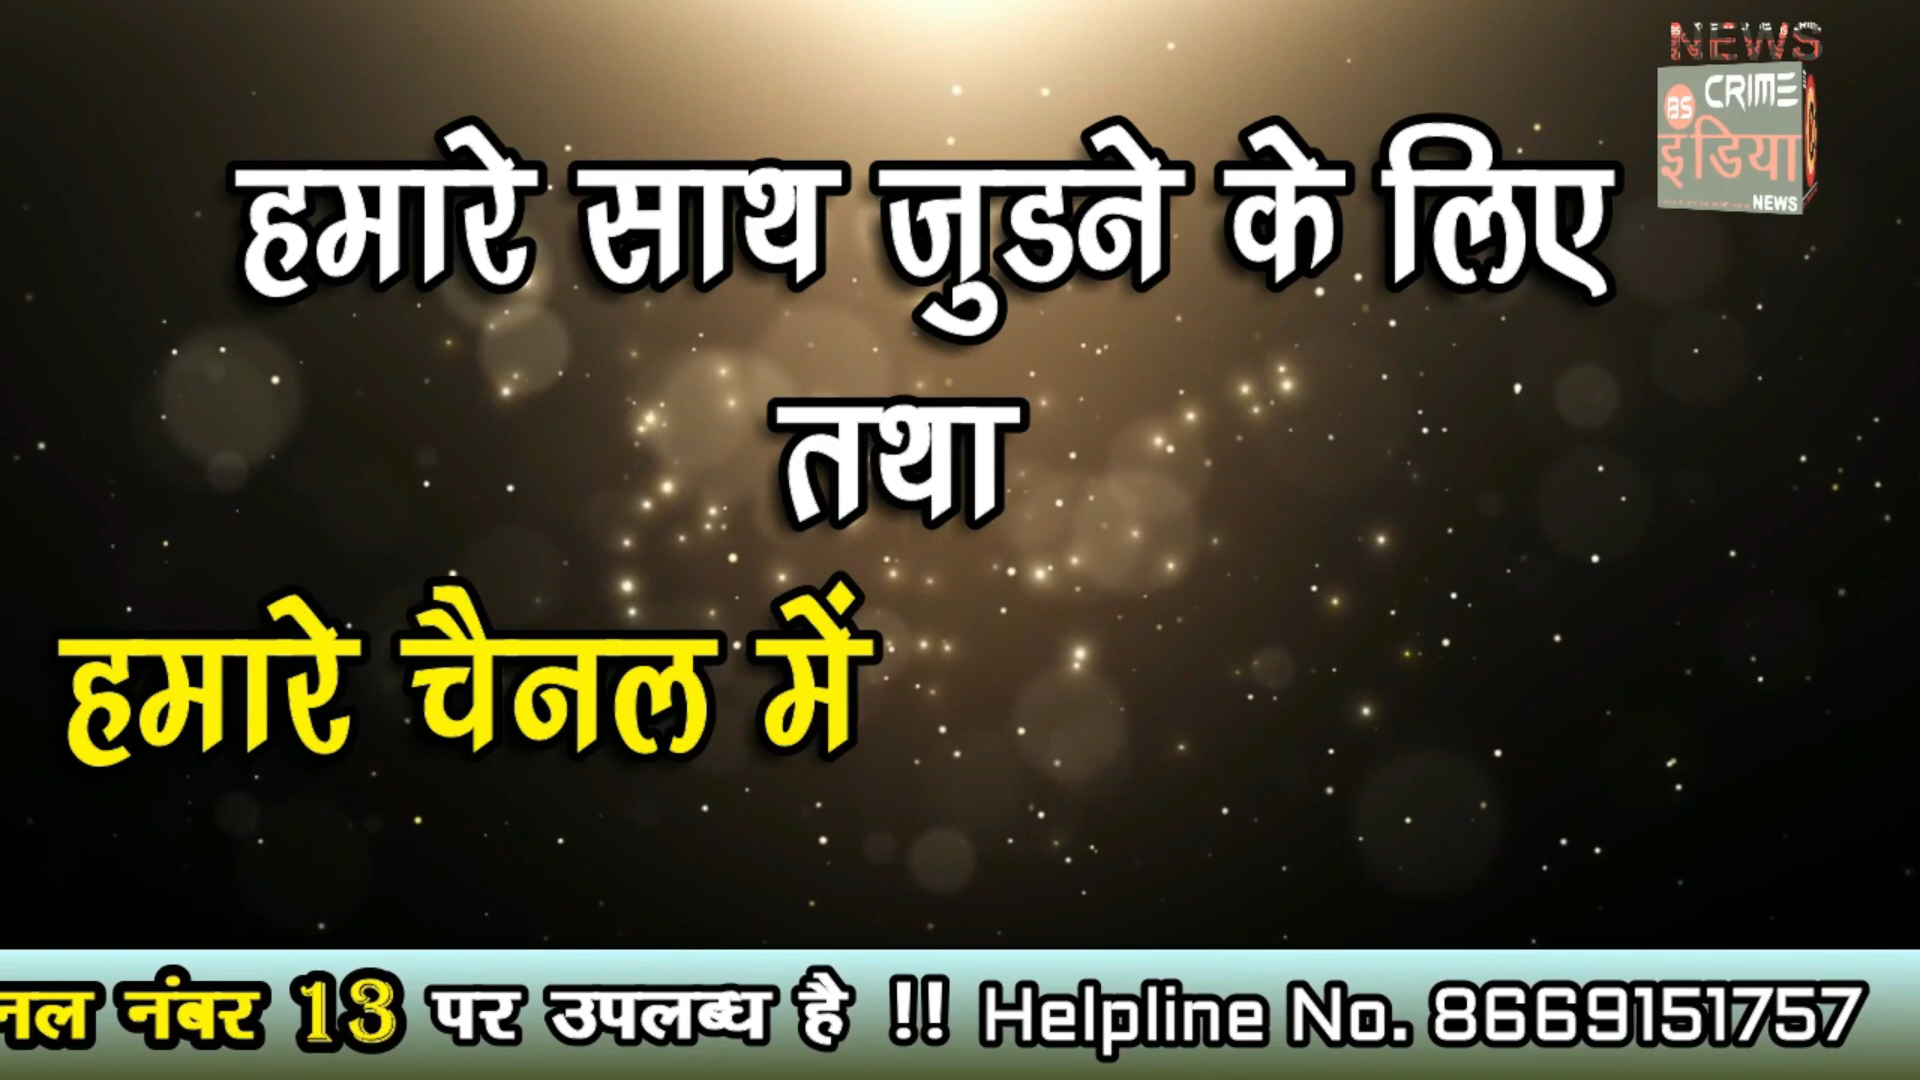 NEWS
BS CRIME
इंडिया
NEWS
हमारे साथ जुडने के लिए
तथा
हमारे चैनल में
नल नंबर 13 पर उपलब्ध है !! Helpline No. 8669151757